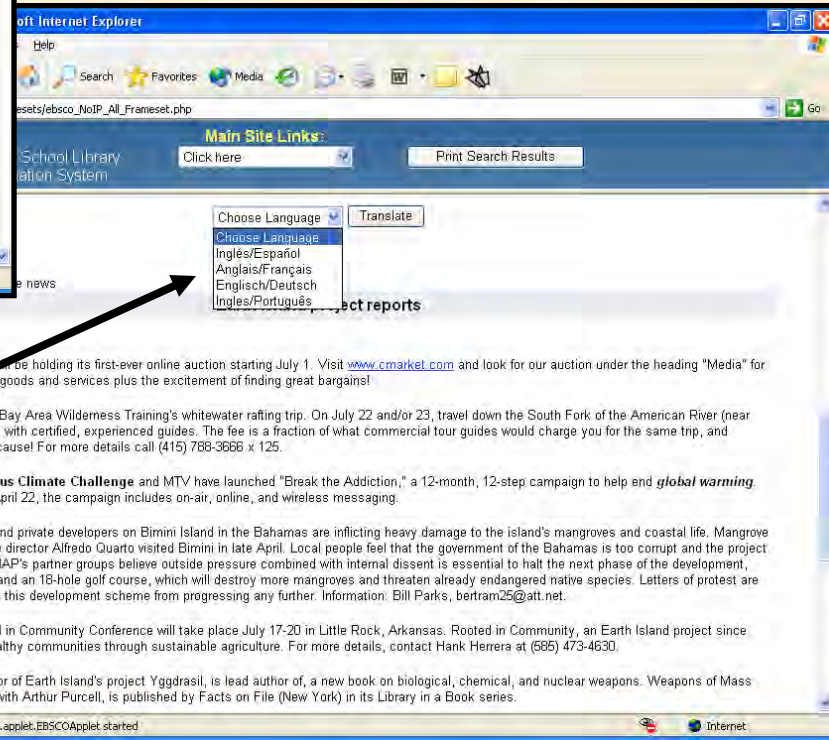 oft Internet Explorer
Help
Search Favorites Media
esets/ebsco_NoIP_All_Frameset.php Go
Main Site Links:
School Library Click here Print Search Results
ation System
Choose Language Translate
Choose Language
Inglés/Español
e news Anglais/Français
Englisch/Deutsch
Ingles/Português
ect reports
be holding its first-ever online auction starting July 1. Visit www.cmarket.com and look for our auction under the heading "Media" for
goods and services plus the excitement of finding great bargains!
Bay Area Wilderness Training's whitewater rafting trip. On July 22 and/or 23, travel down the South Fork of the American River (near
with certified, experienced guides. The fee is a fraction of what commercial tour guides would charge you for the same trip, and
cause! For more details call (415) 788-3666 x 125.
us Climate Challenge and MTV have launched "Break the Addiction," a 12-month, 12-step campaign to help end global warming.
pril 22, the campaign includes on-air, online, and wireless messaging.
nd private developers on Bimini Island in the Bahamas are inflicting heavy damage to the island's mangroves and coastal life. Mangrove
director Alfredo Quarto visited Bimini in late April. Local people feel that the government of the Bahamas is too corrupt and the project
MAP's partner groups believe outside pressure combined with internal dissent is essential to halt the next phase of the development,
and an 18-hole golf course, which will destroy more mangroves and threaten already endangered native species. Letters of protest are
this development scheme from progressing any further. Information: Bill Parks, bertram25@att.net.
d in Community Conference will take place July 17-20 in Little Rock, Arkansas. Rooted in Community, an Earth Island project since
althy communities through sustainable agriculture. For more details, contact Hank Herrera at (585) 473-4630.
or of Earth Island's project Yggdrasil, is lead author of, a new book on biological, chemical, and nuclear weapons. Weapons of Mass
with Arthur Purcell, is published by Facts on File (New York) in its Library in a Book series.
.applet.EBSCOApplet started Internet